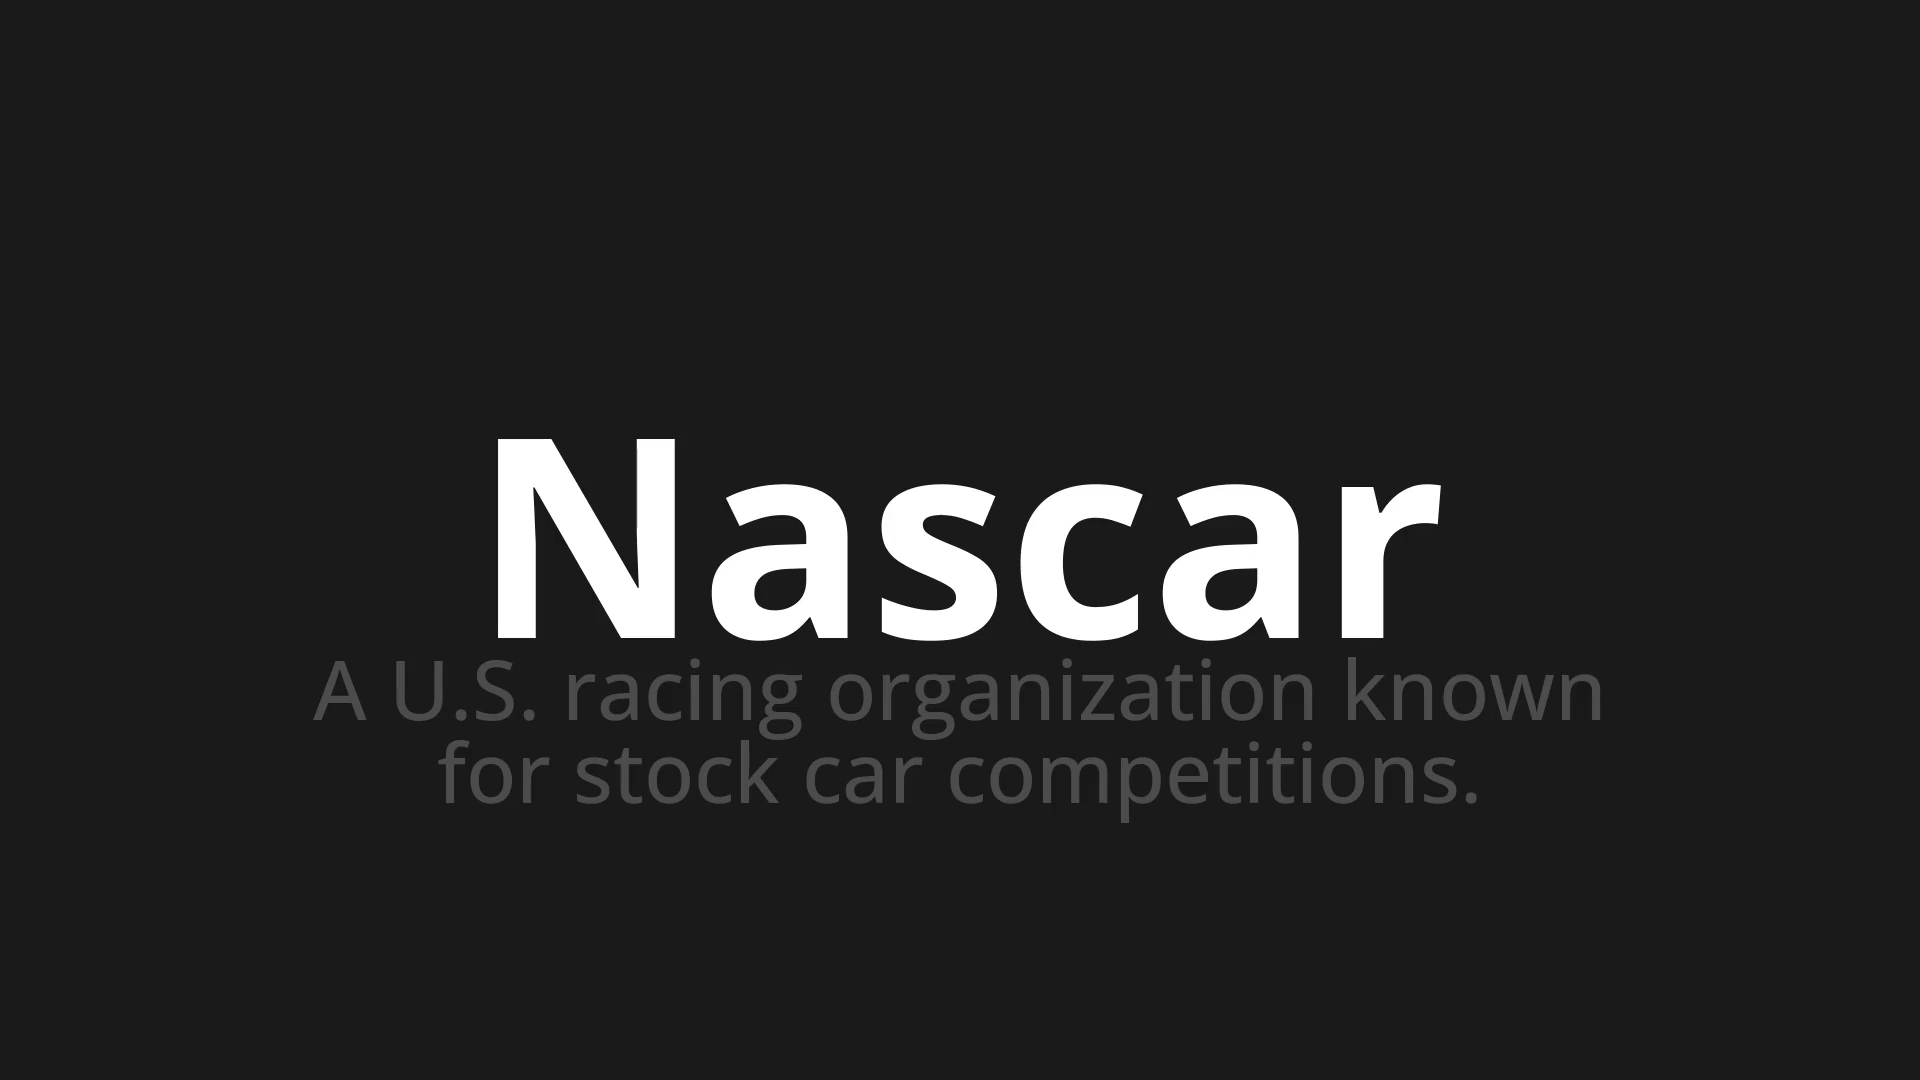 Nascar
A U.S. racing organization known
for stock car competitions.